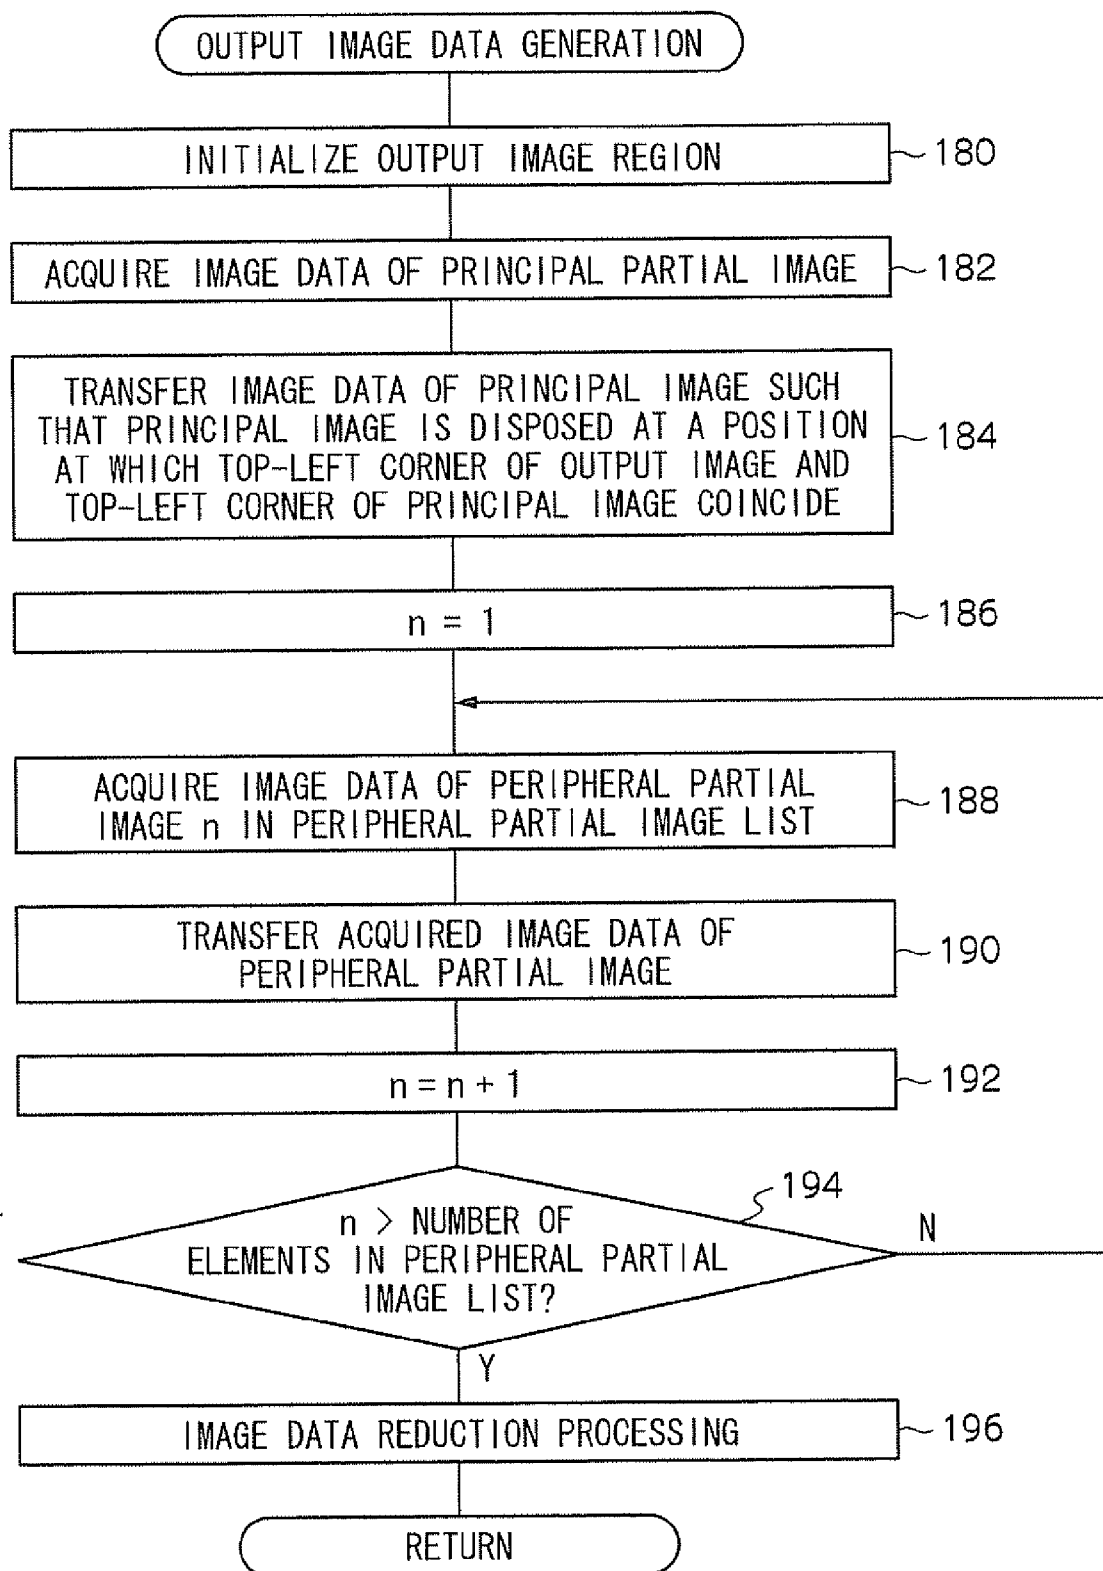 OUTPUT IMAGE DATA GENERATION
INITIALIZE OUTPUT IMAGE REGION
180
ACQUIRE IMAGE DATA OF PRINCIPAL PARTIAL IMAGE
182
TRANSFER IMAGE DATA OF PRINCIPAL IMAGE SUCH
THAT PRINCIPAL IMAGE IS DISPOSED AT A POSITION
AT WHICH TOP-LEFT CORNER OF OUTPUT IMAGE AND
TOP-LEFT CORNER OF PRINCIPAL IMAGE COINCIDE
184
n = 1
186
ACQUIRE IMAGE DATA OF PERIPHERAL PARTIAL
IMAGE n IN PERIPHERAL PARTIAL IMAGE LIST
188
TRANSFER ACQUIRED IMAGE DATA OF
PERIPHERAL PARTIAL IMAGE
190
n = n + 1
192
194
n > NUMBER OF
ELEMENTS IN PERIPHERAL PARTIAL
IMAGE LIST?
N
Y
IMAGE DATA REDUCTION PROCESSING
196
RETURN